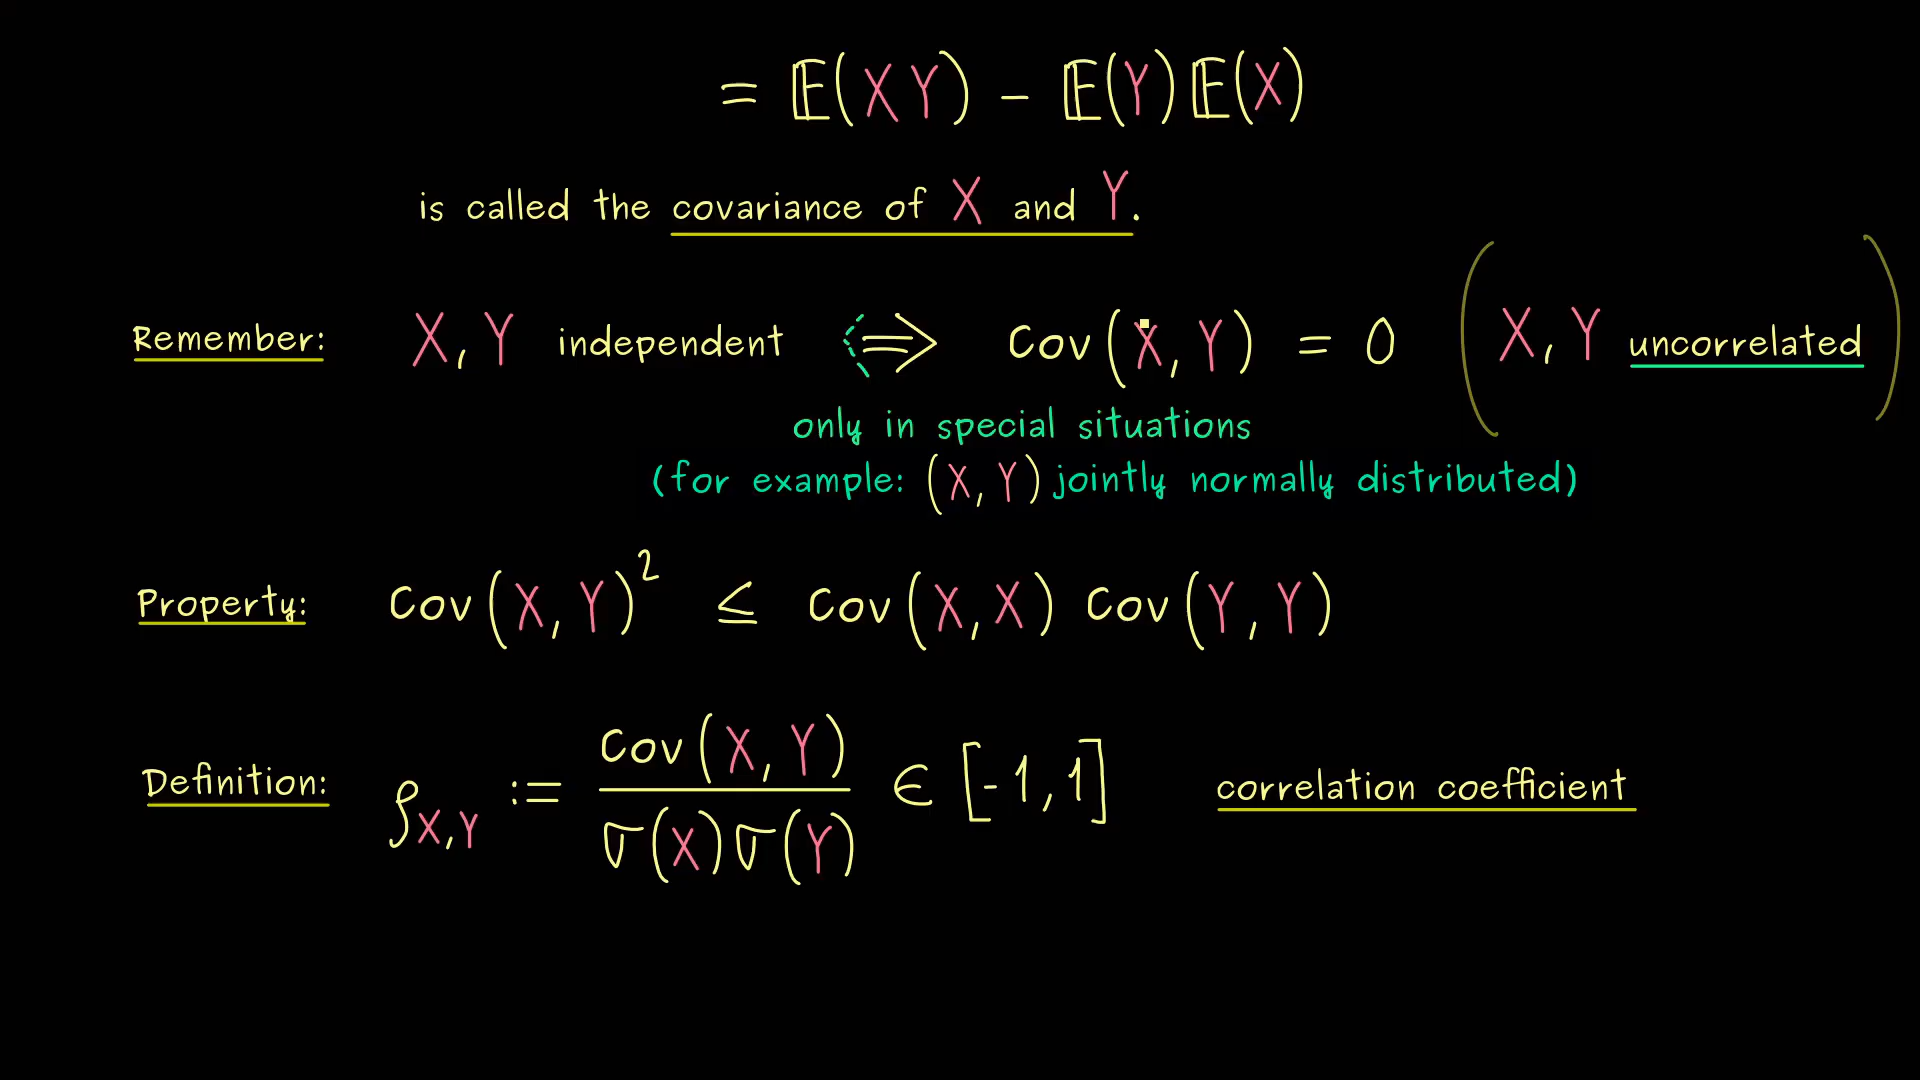 = 𝔼(XY) − 𝔼(Y)𝔼(X)
is called the covariance of X and Y.
Remember: X, Y independent ⇐⇒ Cov(X, Y) = 0 (X, Y uncorrelated)
only in special situations
(for example: (X, Y) jointly normally distributed)
Property: Cov(X, Y)² ≤ Cov(X, X) Cov(Y, Y)
Definition: ρ_X,Y := Cov(X, Y) / σ(X)σ(Y) ∈ [-1, 1] correlation coefficient